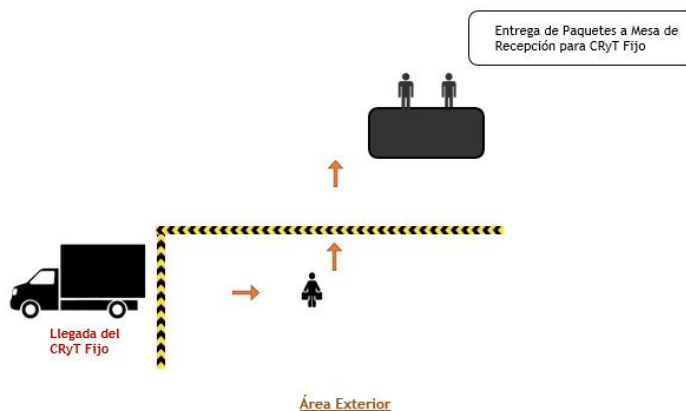 Entrega de Paquetes a Mesa de
Recepción para CRyT Fijo
Llegada del
CRyT Fijo
Área Exterior